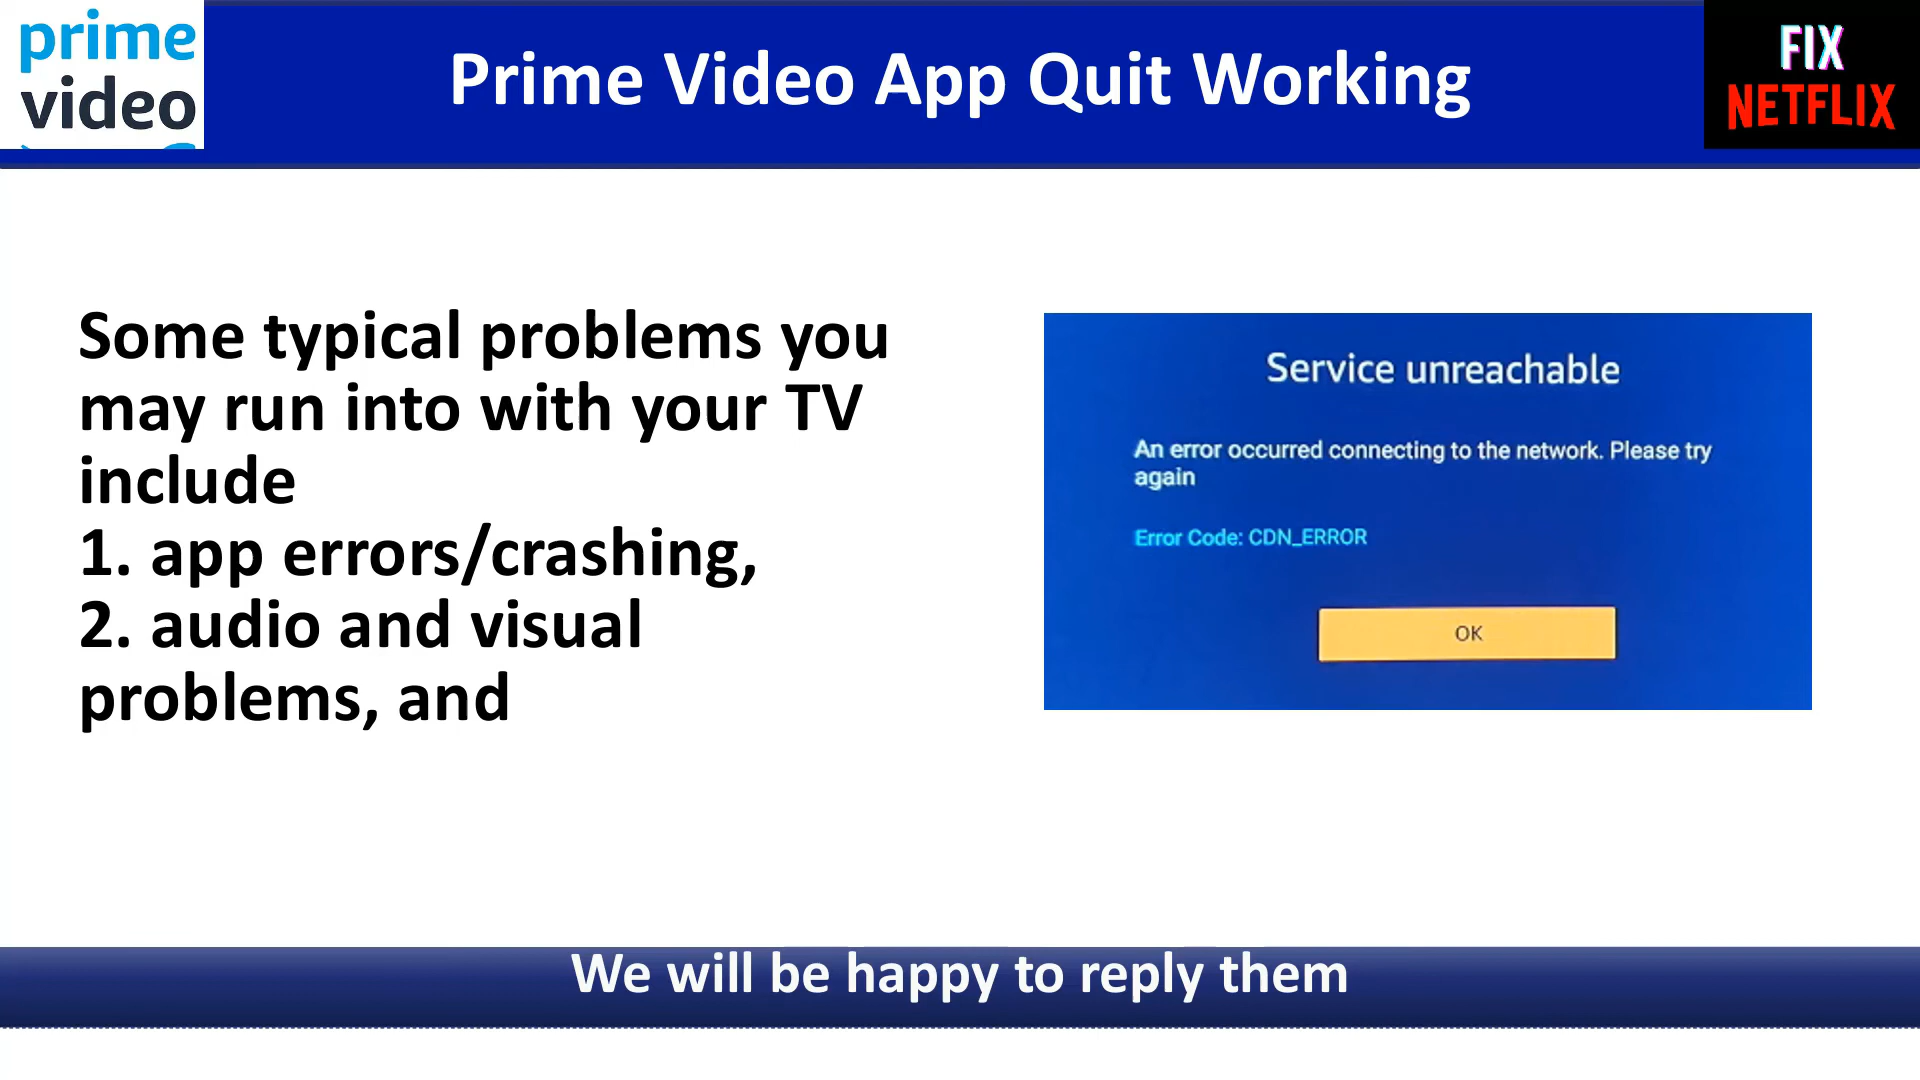 prime
video
Prime Video App Quit Working
FIX
NETFLIX
Some typical problems you
may run into with your TV
include
1. app errors/crashing,
2. audio and visual
problems, and
Service unreachable
An error occurred connecting to the network. Please try
again
Error Code: CDN_ERROR
OK
We will be happy to reply them